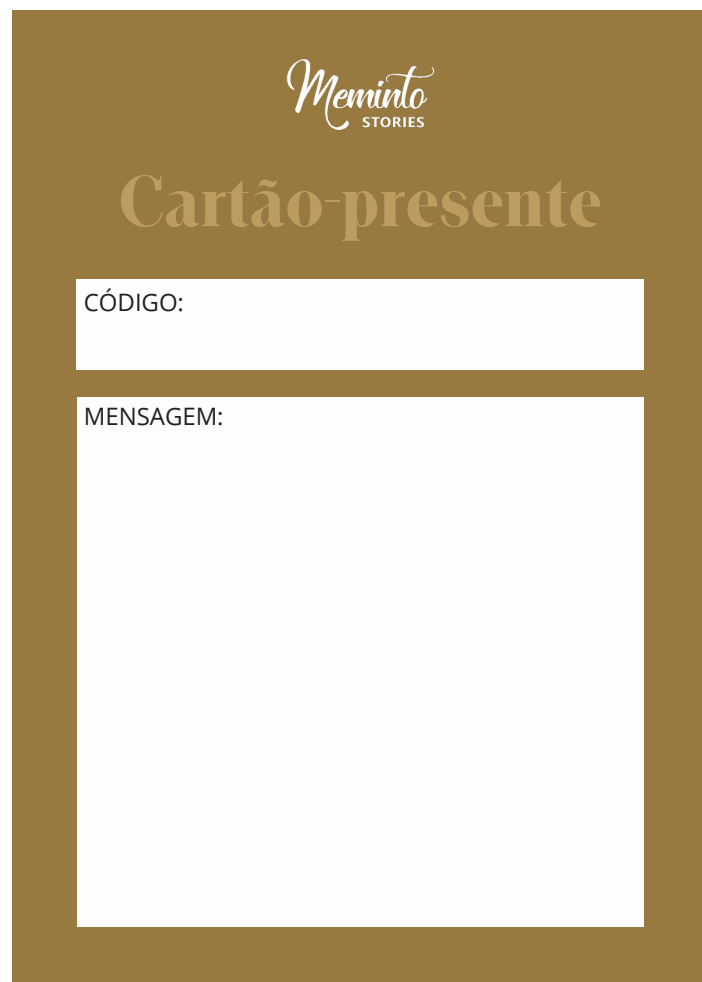 Meminto
STORIES
Cartão-presente
CÓDIGO:
MENSAGEM: